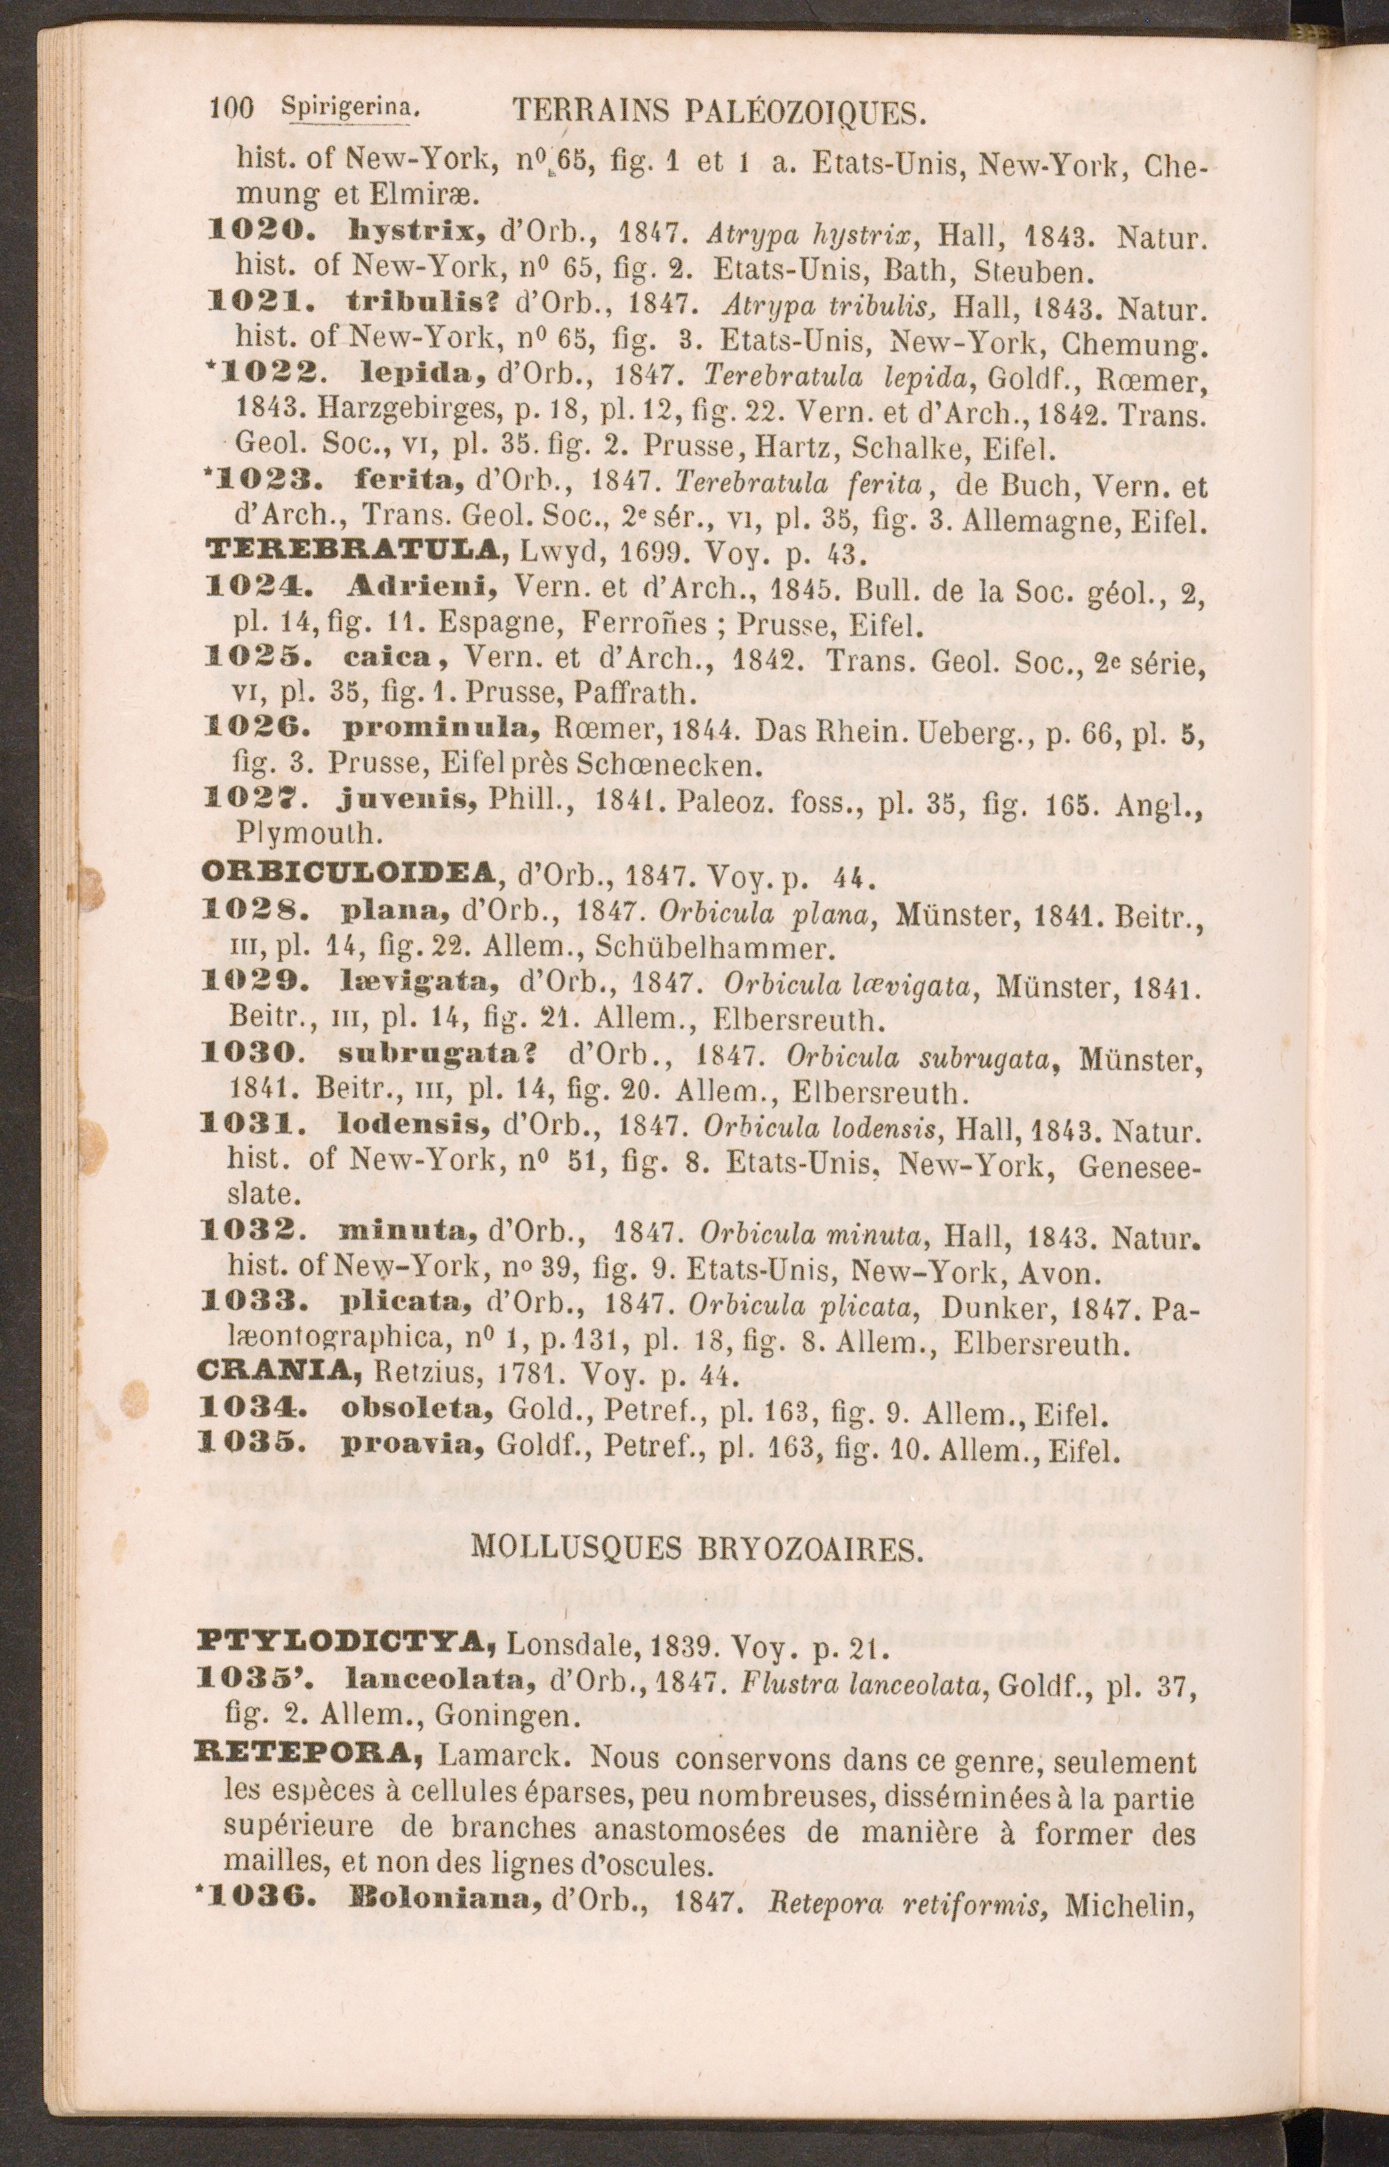 100 Spirigerina. TERRAINS PALÉOZOIQUES.
hist. of New-York, nº 65, fig. 1 et 1 a. Etats-Unis, New-York, Che-
mung et Elmiræ.
1020. hystrix, d'Orb., 1847. Atrypa hystrix, Hall, 1843. Natur.
hist. of New-York, nº 65, fig. 2. Etats-Unis, Bath, Steuben.
1021. tribulis? d'Orb., 1847. Atrypa tribulis, Hall, 1843. Natur.
hist. of New-York, nº 65, fig. 3. Etats-Unis, New-York, Chemung.
*1022. lepida, d'Orb., 1847. Terebratula lepida, Goldf., Rœmer,
1843. Harzgebirges, p. 18, pl. 12, fig. 22. Vern. et d'Arch., 1842. Trans.
Geol. Soc., VI, pl. 35. fig. 2. Prusse, Hartz, Schalke, Eifel.
*1023. ferita, d'Orb., 1847. Terebratula ferita, de Buch, Vern. et
d'Arch., Trans. Geol. Soc., 2e sér., VI, pl. 35, fig. 3. Allemagne, Eifel.
TEREBRATULA, Lwyd, 1699. Voy. p. 43.
1024. Adrieni, Vern. et d'Arch., 1845. Bull. de la Soc. géol., 2,
pl. 14, fig. 11. Espagne, Ferroñes ; Prusse, Eifel.
1025. caica, Vern. et d'Arch., 1842. Trans. Geol. Soc., 2e série,
VI, pl. 35, fig. 1. Prusse, Paffrath.
1026. prominula, Rœmer, 1844. Das Rhein. Ueberg., p. 66, pl. 5,
fig. 3. Prusse, Eifel près Schœnecken.
1027. juvenis, Phill., 1841. Paleoz. foss., pl. 35, fig. 165. Angl.,
Plymouth.
ORBICULOIDEA, d'Orb., 1847. Voy. p. 44.
1028. plana, d'Orb., 1847. Orbicula plana, Münster, 1841. Beitr.,
III, pl. 14, fig. 22. Allem., Schübelhammer.
1029. lævigata, d'Orb., 1847. Orbicula lævigata, Münster, 1841.
Beitr., III, pl. 14, fig. 21. Allem., Elbersreuth.
1030. subrugata? d'Orb., 1847. Orbicula subrugata, Münster,
1841. Beitr., III, pl. 14, fig. 20. Allem., Elbersreuth.
1031. lodensis, d'Orb., 1847. Orbicula lodensis, Hall, 1843. Natur.
hist. of New-York, nº 51, fig. 8. Etats-Unis, New-York, Genesee-
slate.
1032. minuta, d'Orb., 1847. Orbicula minuta, Hall, 1843. Natur.
hist. of New-York, nº 39, fig. 9. Etats-Unis, New-York, Avon.
1033. plicata, d'Orb., 1847. Orbicula plicata, Dunker, 1847. Pa-
læontographica, nº 1, p. 131, pl. 18, fig. 8. Allem., Elbersreuth.
CRANIA, Retzius, 1781. Voy. p. 44.
1034. obsoleta, Gold., Petref., pl. 163, fig. 9. Allem., Eifel.
1035. proavia, Goldf., Petref., pl. 163, fig. 10. Allem., Eifel.
MOLLUSQUES BRYOZOAIRES.
PTYLODICTYA, Lonsdale, 1839. Voy. p. 21.
1035'. lanceolata, d'Orb., 1847. Flustra lanceolata, Goldf., pl. 37,
fig. 2. Allem., Goningen.
RETEPORA, Lamarck. Nous conservons dans ce genre, seulement
les espèces à cellules éparses, peu nombreuses, disséminées à la partie
supérieure de branches anastomosées de manière à former des
mailles, et non des lignes d'oscules.
*1036. Boloniana, d'Orb., 1847. Retepora retiformis, Michelin,